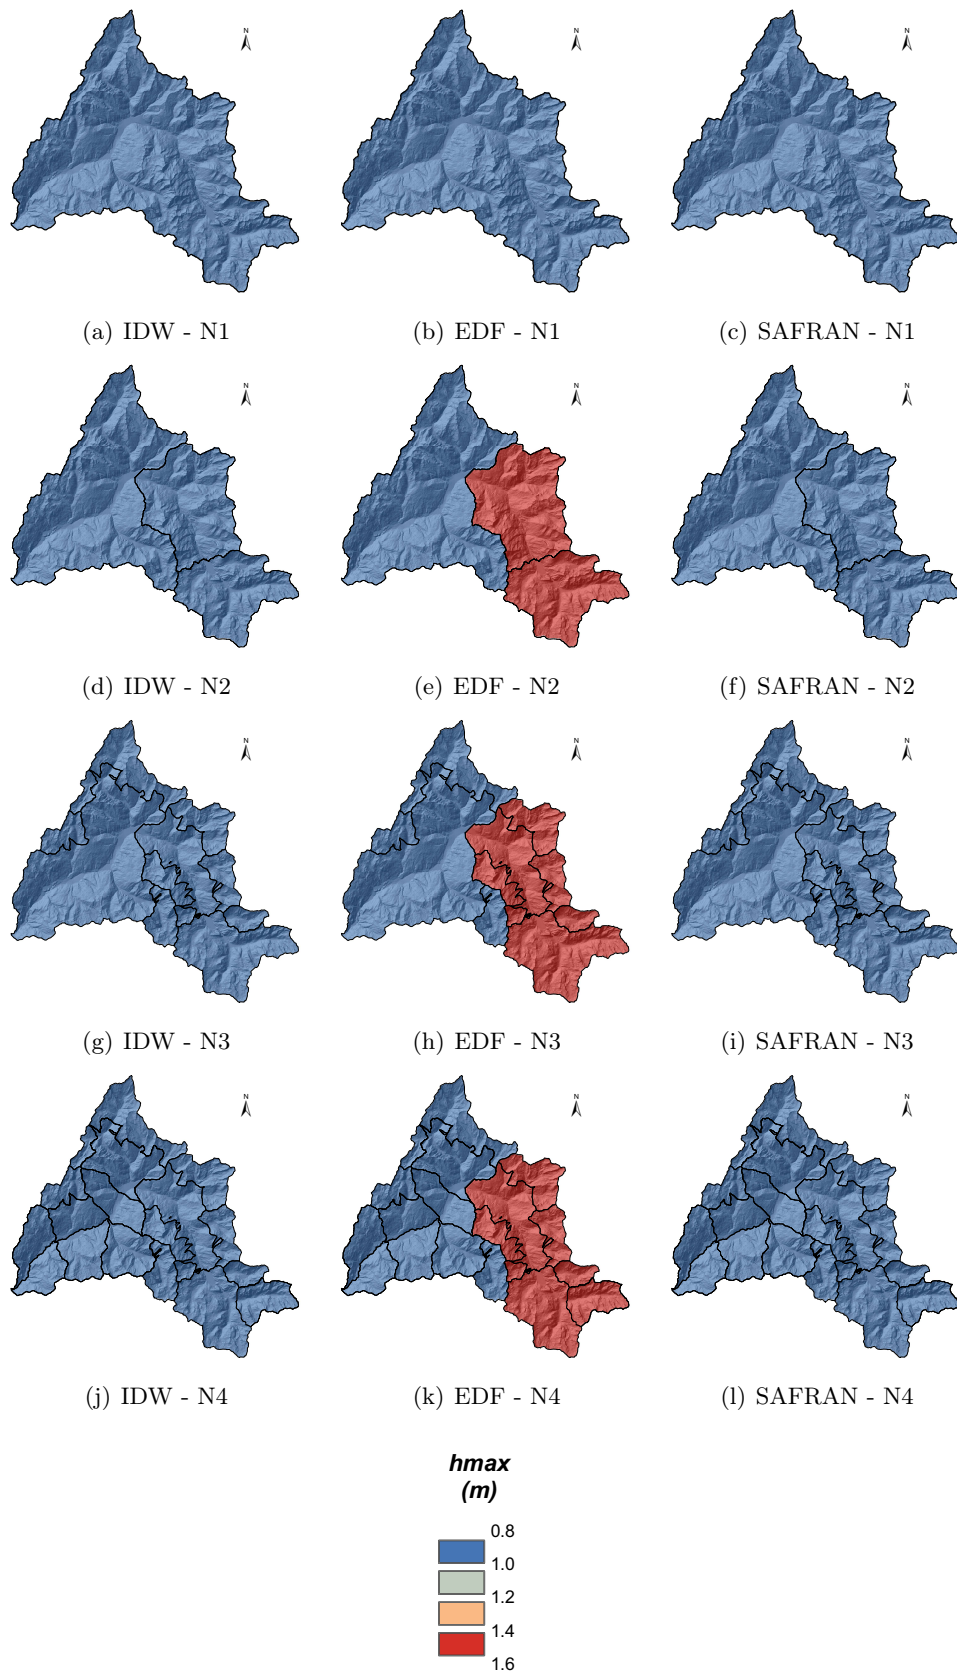 N N N
(a) IDW - N1 (b) EDF - N1 (c) SAFRAN - N1
N N N
(d) IDW - N2 (e) EDF - N2 (f) SAFRAN - N2
N N N
(g) IDW - N3 (h) EDF - N3 (i) SAFRAN - N3
N N N
(j) IDW - N4 (k) EDF - N4 (l) SAFRAN - N4
hmax
(m)
0.8
1.0
1.2
1.4
1.6